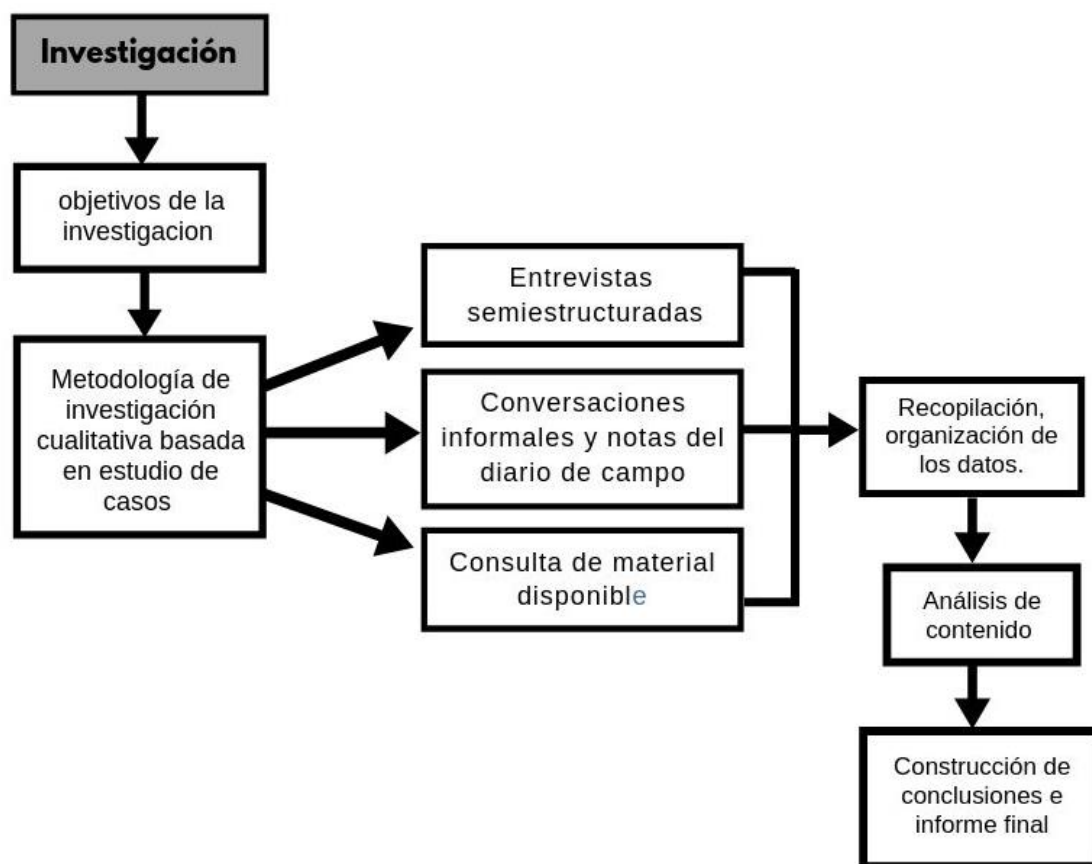 Investigación
objetivos de la
investigacion
Metodología de
investigación
cualitativa basada
en estudio de
casos
Entrevistas
semiestructuradas
Conversaciones
informales y notas del
diario de campo
Consulta de material
disponible
Recopilación,
organización de
los datos.
Análisis de
contenido
Construcción de
conclusiones e
informe final